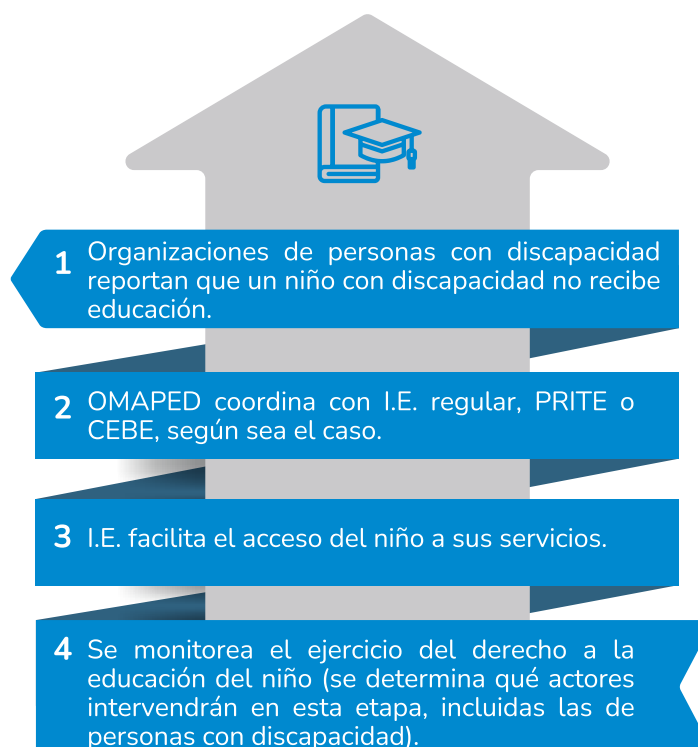 1 Organizaciones de personas con discapacidad
reportan que un niño con discapacidad no recibe
educación.
2 OMAPED coordina con I.E. regular, PRITE o
CEBE, según sea el caso.
3 I.E. facilita el acceso del niño a sus servicios.
4 Se monitorea el ejercicio del derecho a la
educación del niño (se determina qué actores
intervendrán en esta etapa, incluidas las de
personas con discapacidad).